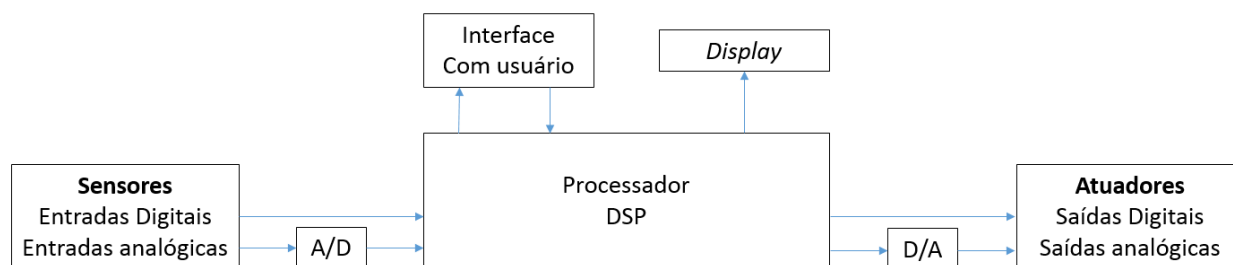 Interface
Com usuário
Display
Sensores
Entradas Digitais
Entradas analógicas
A/D
Processador
DSP
D/A
Atuadores
Saídas Digitais
Saídas analógicas